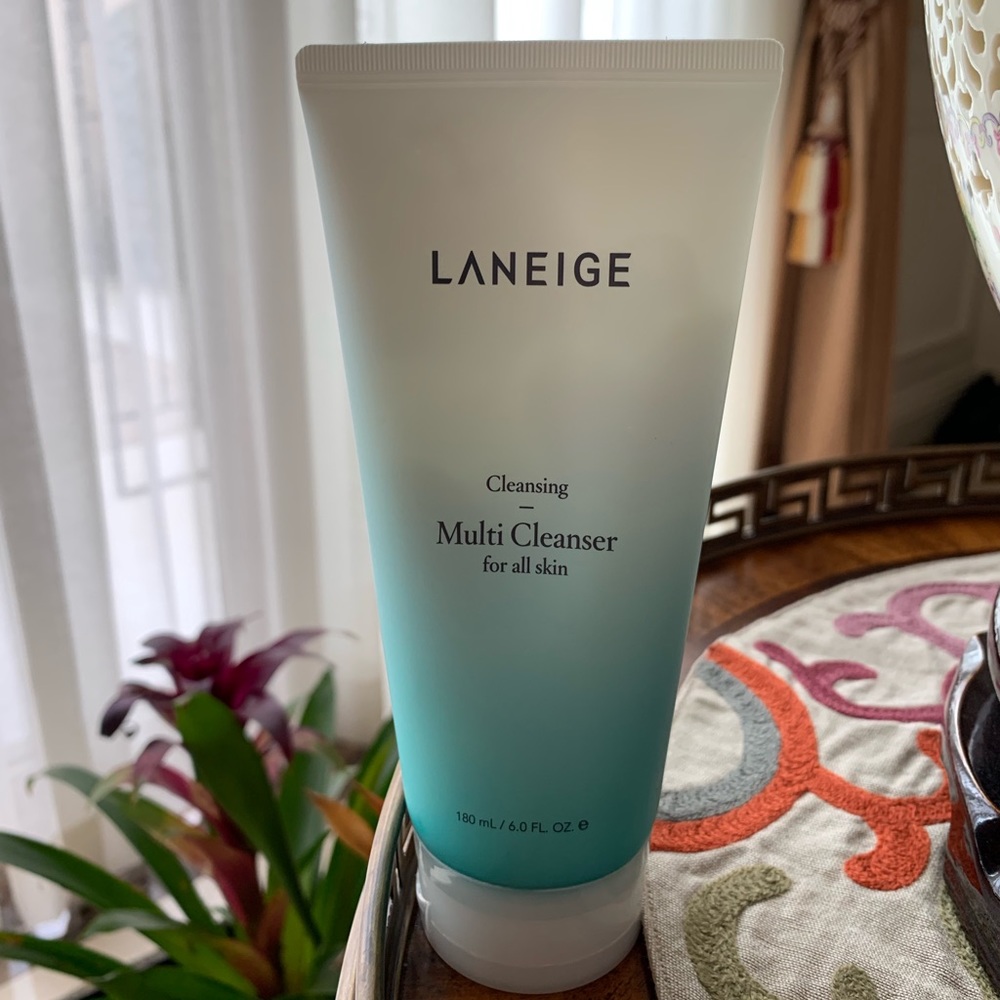 LANEIGE
Cleansing
Multi Cleanser
for all skin
180 mL / 6.0 FL. OZ. ℮